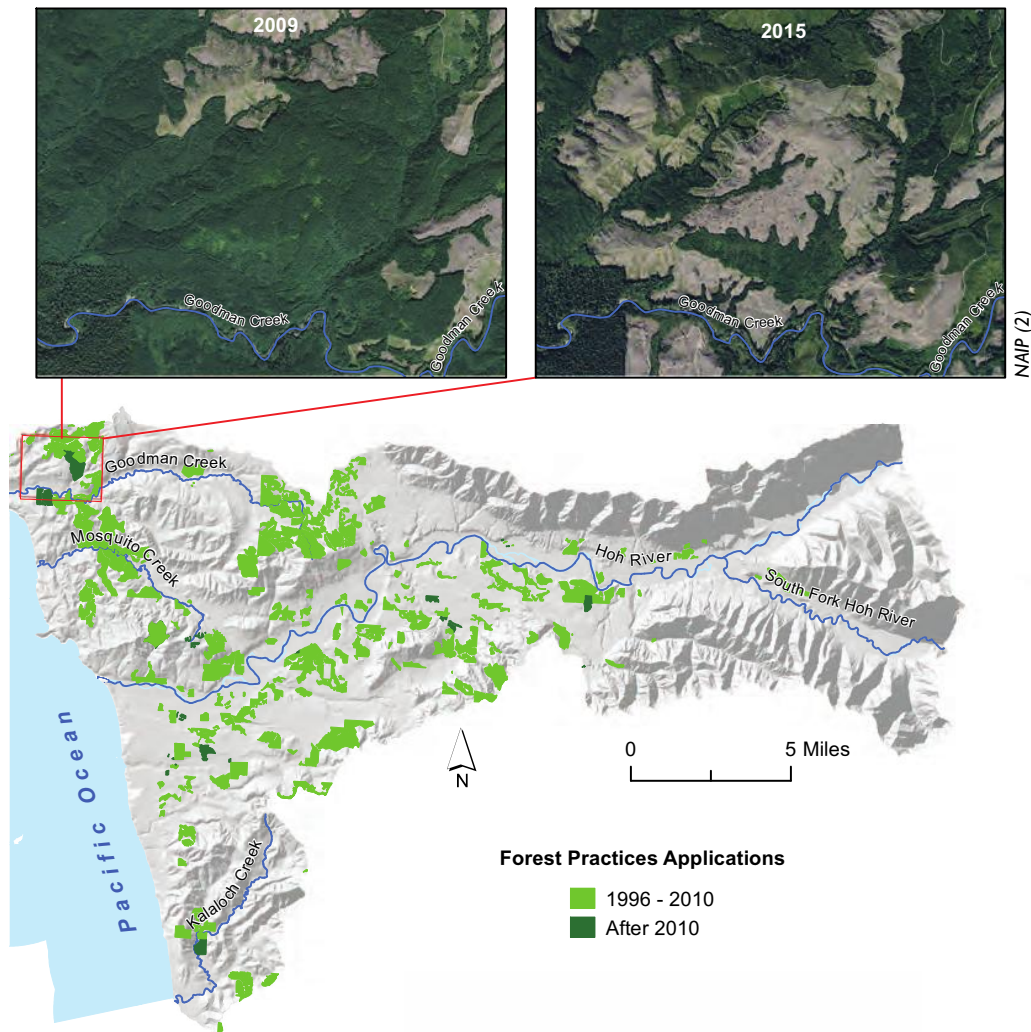 2009
2015
Goodman Creek
Goodman Creek
Goodman Creek
Goodman Creek
NAIP (2)
Goodman Creek
Mosquito Creek
Hoh River
South Fork Hoh River
Pacific Ocean
N
0 5 Miles
Kalaloch Creek
Forest Practices Applications
1996 - 2010
After 2010